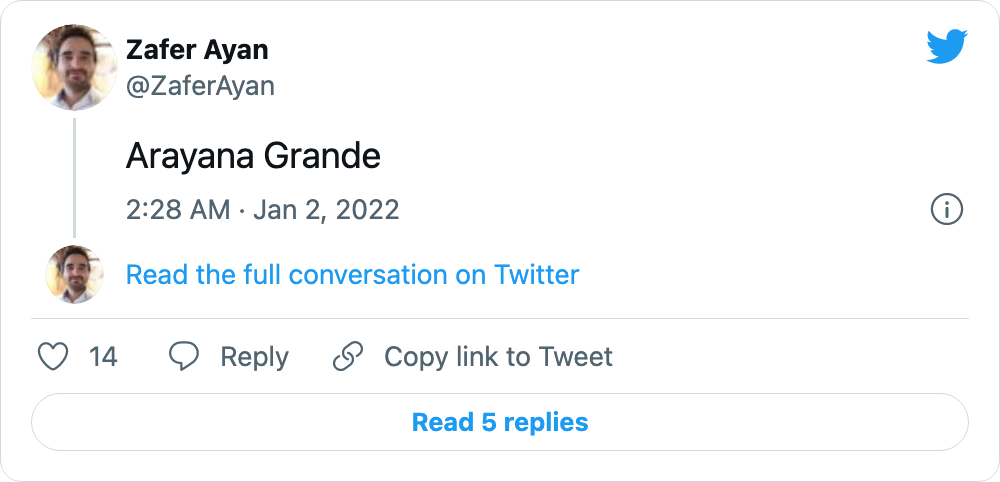 Zafer Ayan
@ZaferAyan
Arayana Grande
2:28 AM · Jan 2, 2022
Read the full conversation on Twitter
14 Reply Copy link to Tweet
Read 5 replies